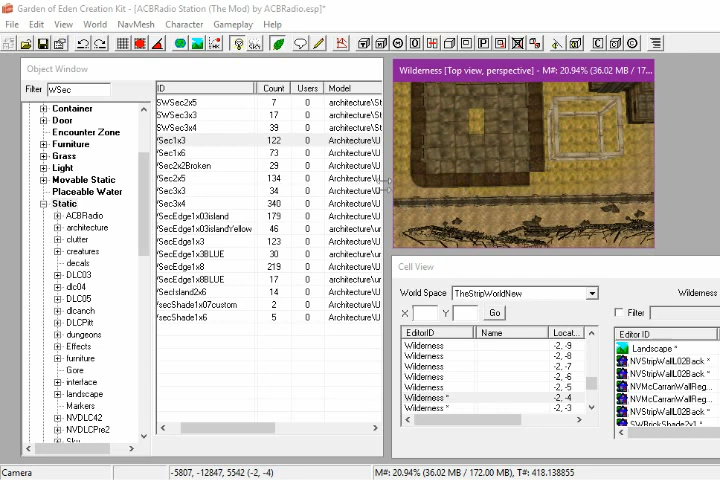 Garden of Eden Creation Kit - [ACBRadio Station (The Mod) by ACBRadio.esp]*
File Edit View World NavMesh Character Gameplay Help
Object Window
Filter wSec
Container
Door
Encounter Zone
Furniture
Grass
Light
Movable Static
Placeable Water
Static
ACBRadio
architecture
clutter
creatures
decals
DLC03
dlc04
DLC05
dlcanch
DLCPitt
dungeons
Effects
furniture
Gore
interface
landscape
Markers
NVDLC42
NVDLCPre2
ID Count Users Model
SWSec2x5 7 0 architecture\St
SWSec3x3 17 0 architecture\St
SWSec3x4 39 0 architecture\St
Sec1x3 122 0 Architecture\U
Sec1x6 73 0 Architecture\U
Sec2x2Broken 29 0 Architecture\U
Sec2x5 134 0 Architecture\U
Sec3x3 34 0 Architecture\U
Sec3x4 340 0 Architecture\U
SecEdge1x03island 179 0 architecture\ur
SecEdge1x03islandYellow 46 0 architecture\ur
SecEdge1x3 123 0 Architecture\U
SecEdge1x3BLUE 30 0 architecture\ur
SecEdge1x8 219 0 Architecture\U
SecEdge1x8BLUE 17 0 architecture\ur
SecIsland2x6 14 0 Architecture\U
secShade1x07custom 2 0 Architecture\U
secShade1x6 5 0 Architecture\U
Wilderness [Top view, perspective] - M#: 20.94% (36.02 MB / 17...
Cell View
World Space TheStripWorldNew Wilderness
X Y Go Filter
EditorID Name Locat...
Wilderness -2, -9
Wilderness -2, -8
Wilderness -2, -7
Wilderness -2, -6
Wilderness -2, -5
Wilderness * -2, -4
Wilderness * -2, -3
Editor ID
Landscape *
NVStripWallL02Back *
NVStripWallL02Back *
NVMcCarranWallReg...
NVMcCarranWallReg...
NVStripWallL02Back *
SWBrickShade2x1 *
Camera -5807, -12847, 5542 (-2, -4) M#: 20.94% (36.02 MB / 172.00 MB), T#: 418.138855